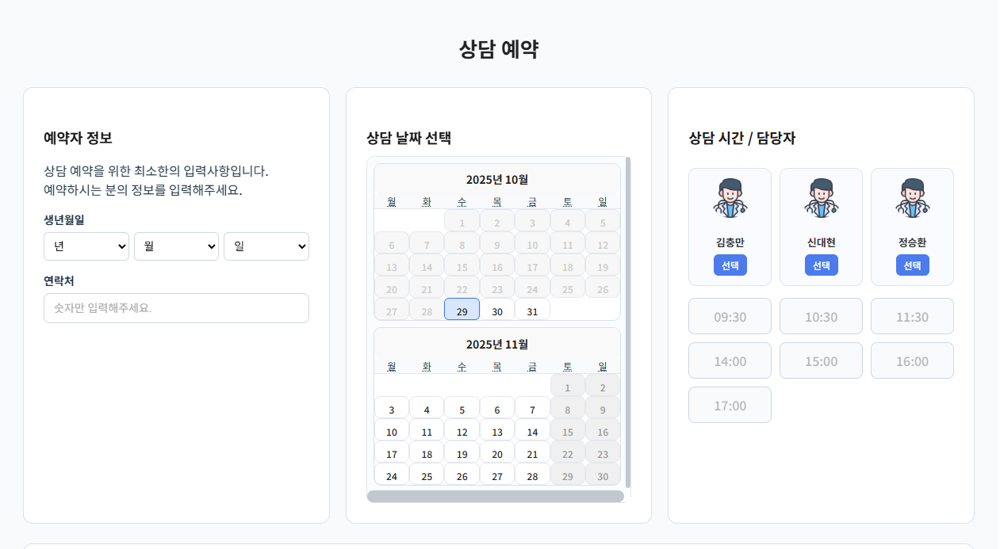 상담 예약
예약자 정보
상담 예약을 위한 최소한의 입력사항입니다.
예약하시는 분의 정보를 입력해주세요.
생년월일
년 월 일
연락처
숫자만 입력해주세요.
상담 날짜 선택
2025년 10월
월 화 수 목 금 토 일
1 2 3 4 5
6 7 8 9 10 11 12
13 14 15 16 17 18 19
20 21 22 23 24 25 26
27 28 29 30 31
2025년 11월
월 화 수 목 금 토 일
1 2
3 4 5 6 7 8 9
10 11 12 13 14 15 16
17 18 19 20 21 22 23
24 25 26 27 28 29 30
상담 시간 / 담당자
김충만 신대현 정승환
선택 선택 선택
09:30 10:30 11:30
14:00 15:00 16:00
17:00